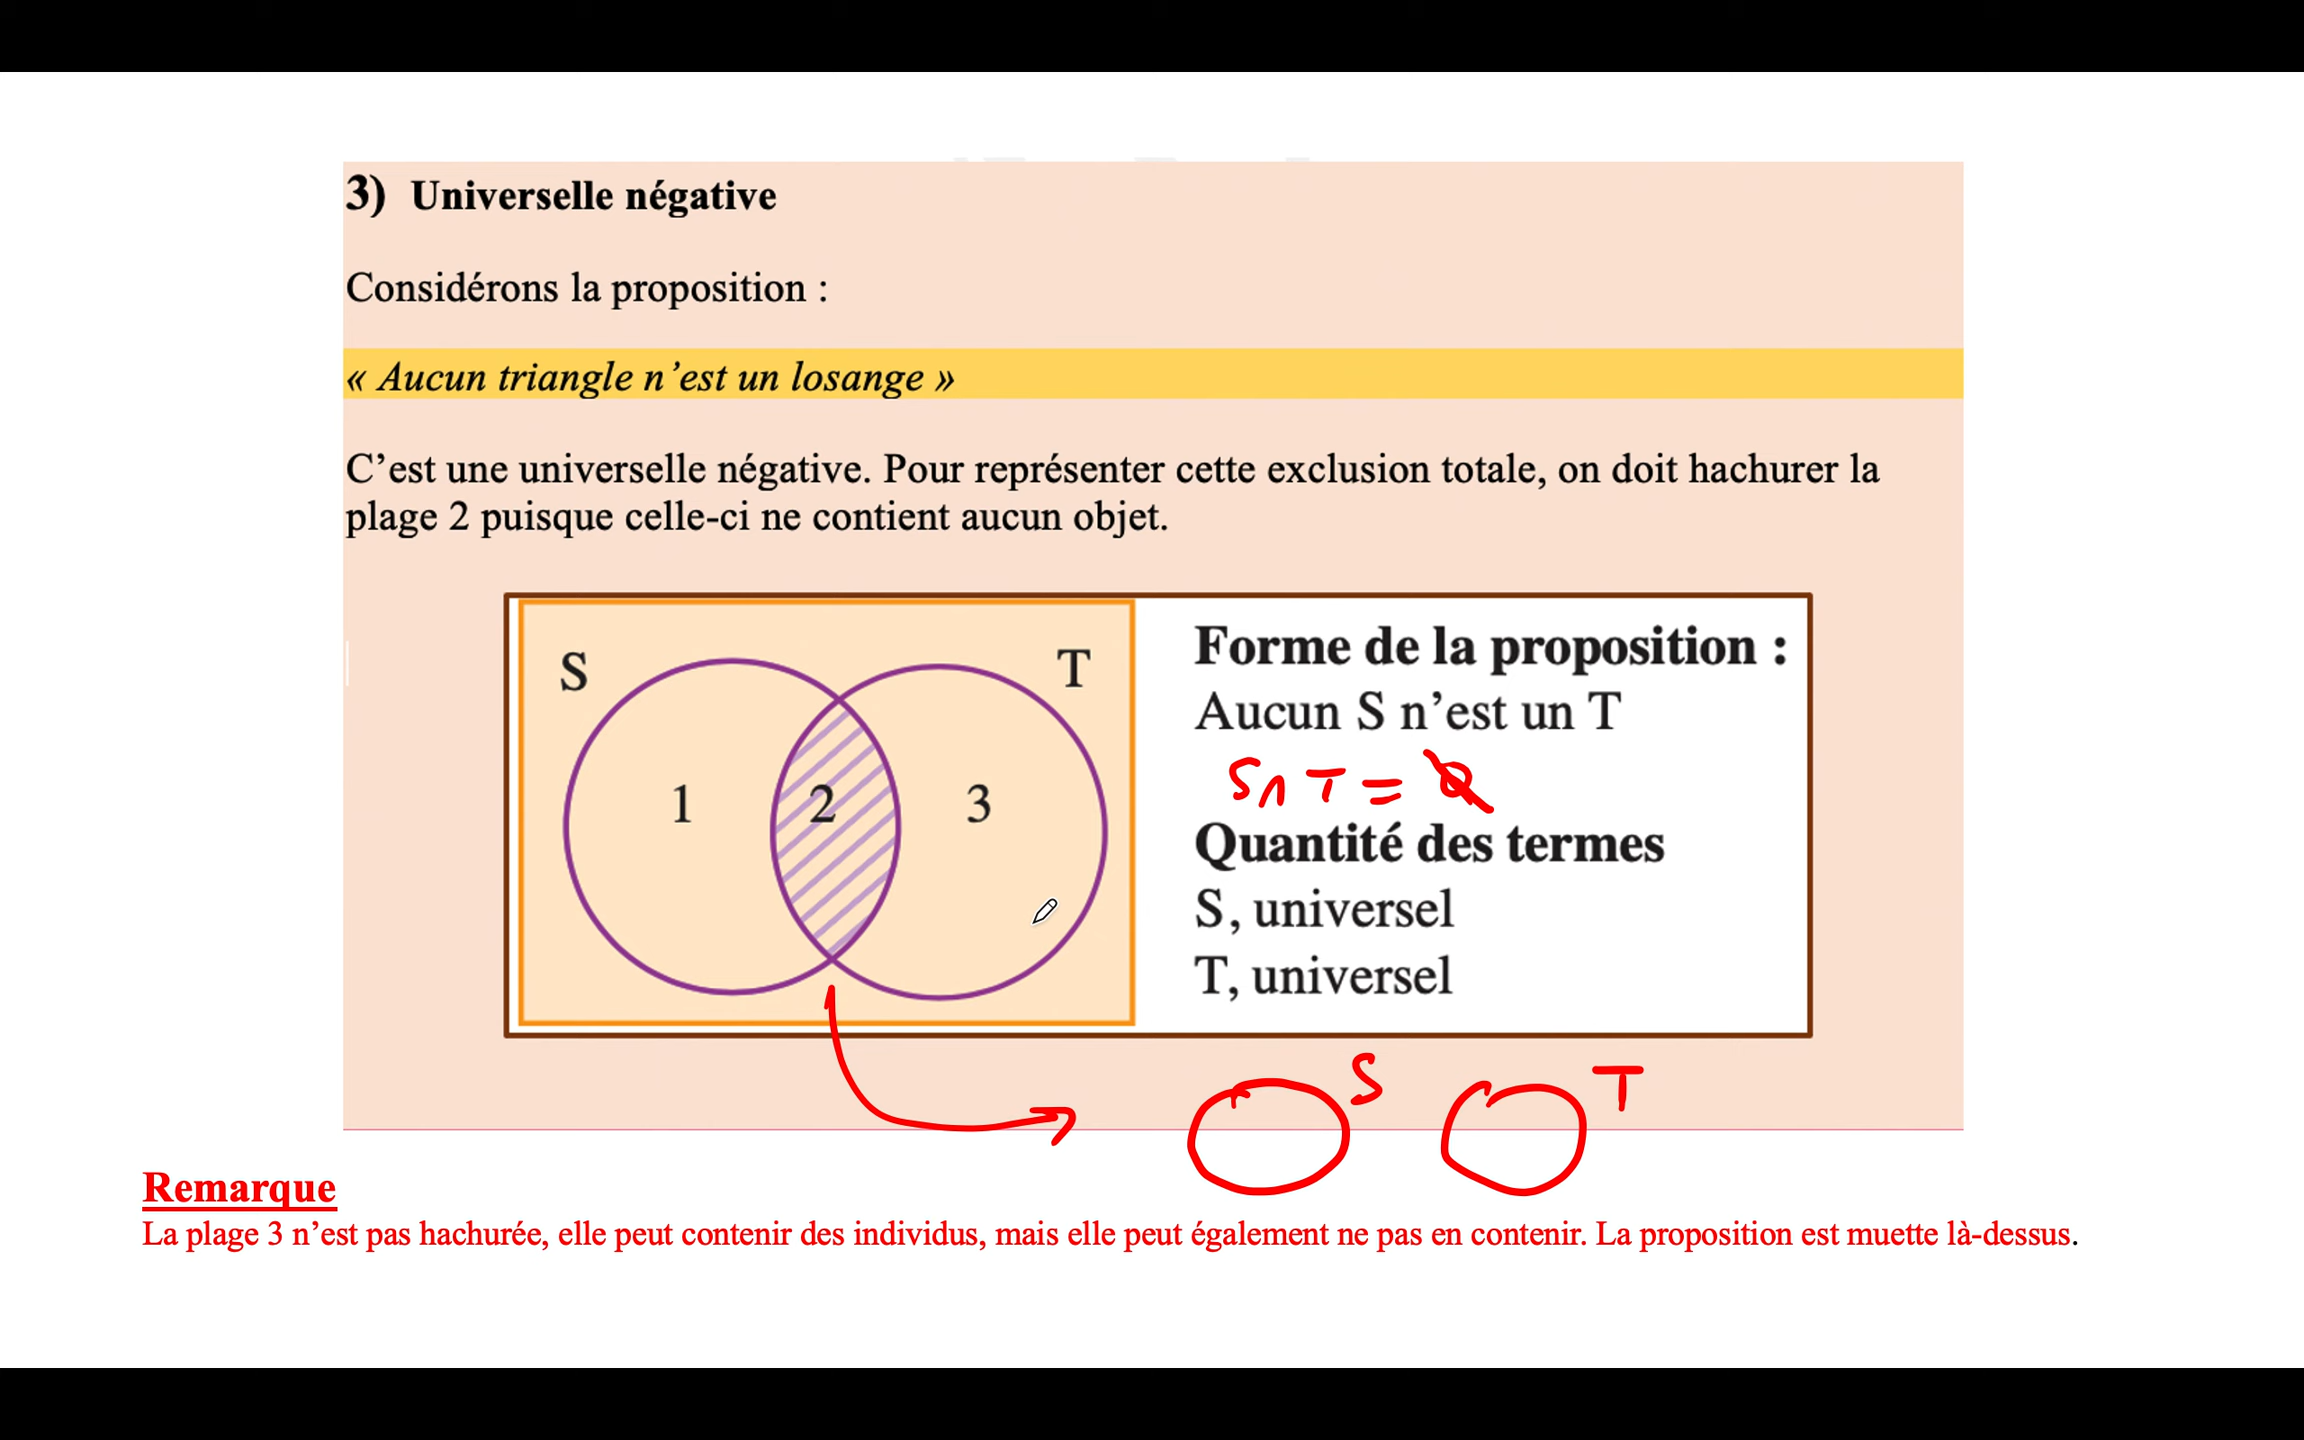 3) Universelle négative
Considérons la proposition :
« Aucun triangle n’est un losange »
C’est une universelle négative. Pour représenter cette exclusion totale, on doit hachurer la
plage 2 puisque celle-ci ne contient aucun objet.
S
T
1
2
3
Forme de la proposition :
Aucun S n’est un T
S∩T = ∅
Quantité des termes
S, universel
T, universel
S
T
Remarque
La plage 3 n’est pas hachurée, elle peut contenir des individus, mais elle peut également ne pas en contenir. La proposition est muette là-dessus.